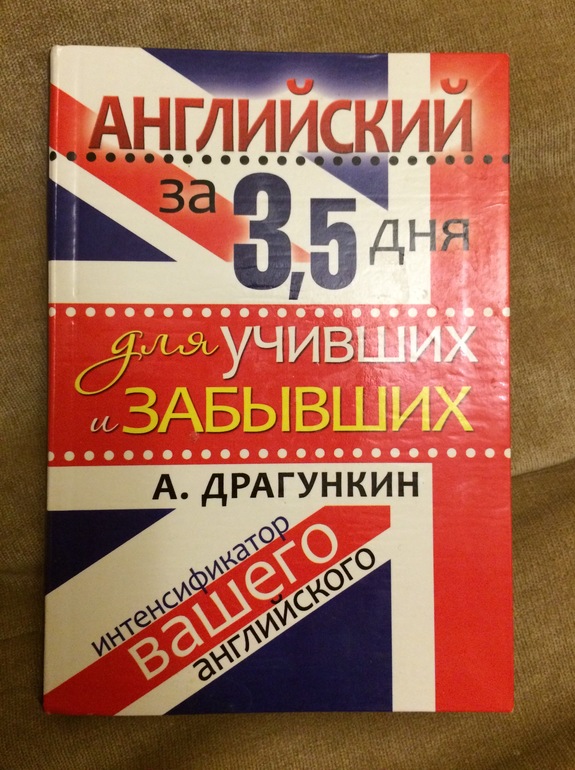 АНГЛИЙСКИЙ
за 3,5 дня
для УЧИВШИХ
и ЗАБЫВШИХ
А. ДРАГУНКИН
интенсификатор
вашего
английского